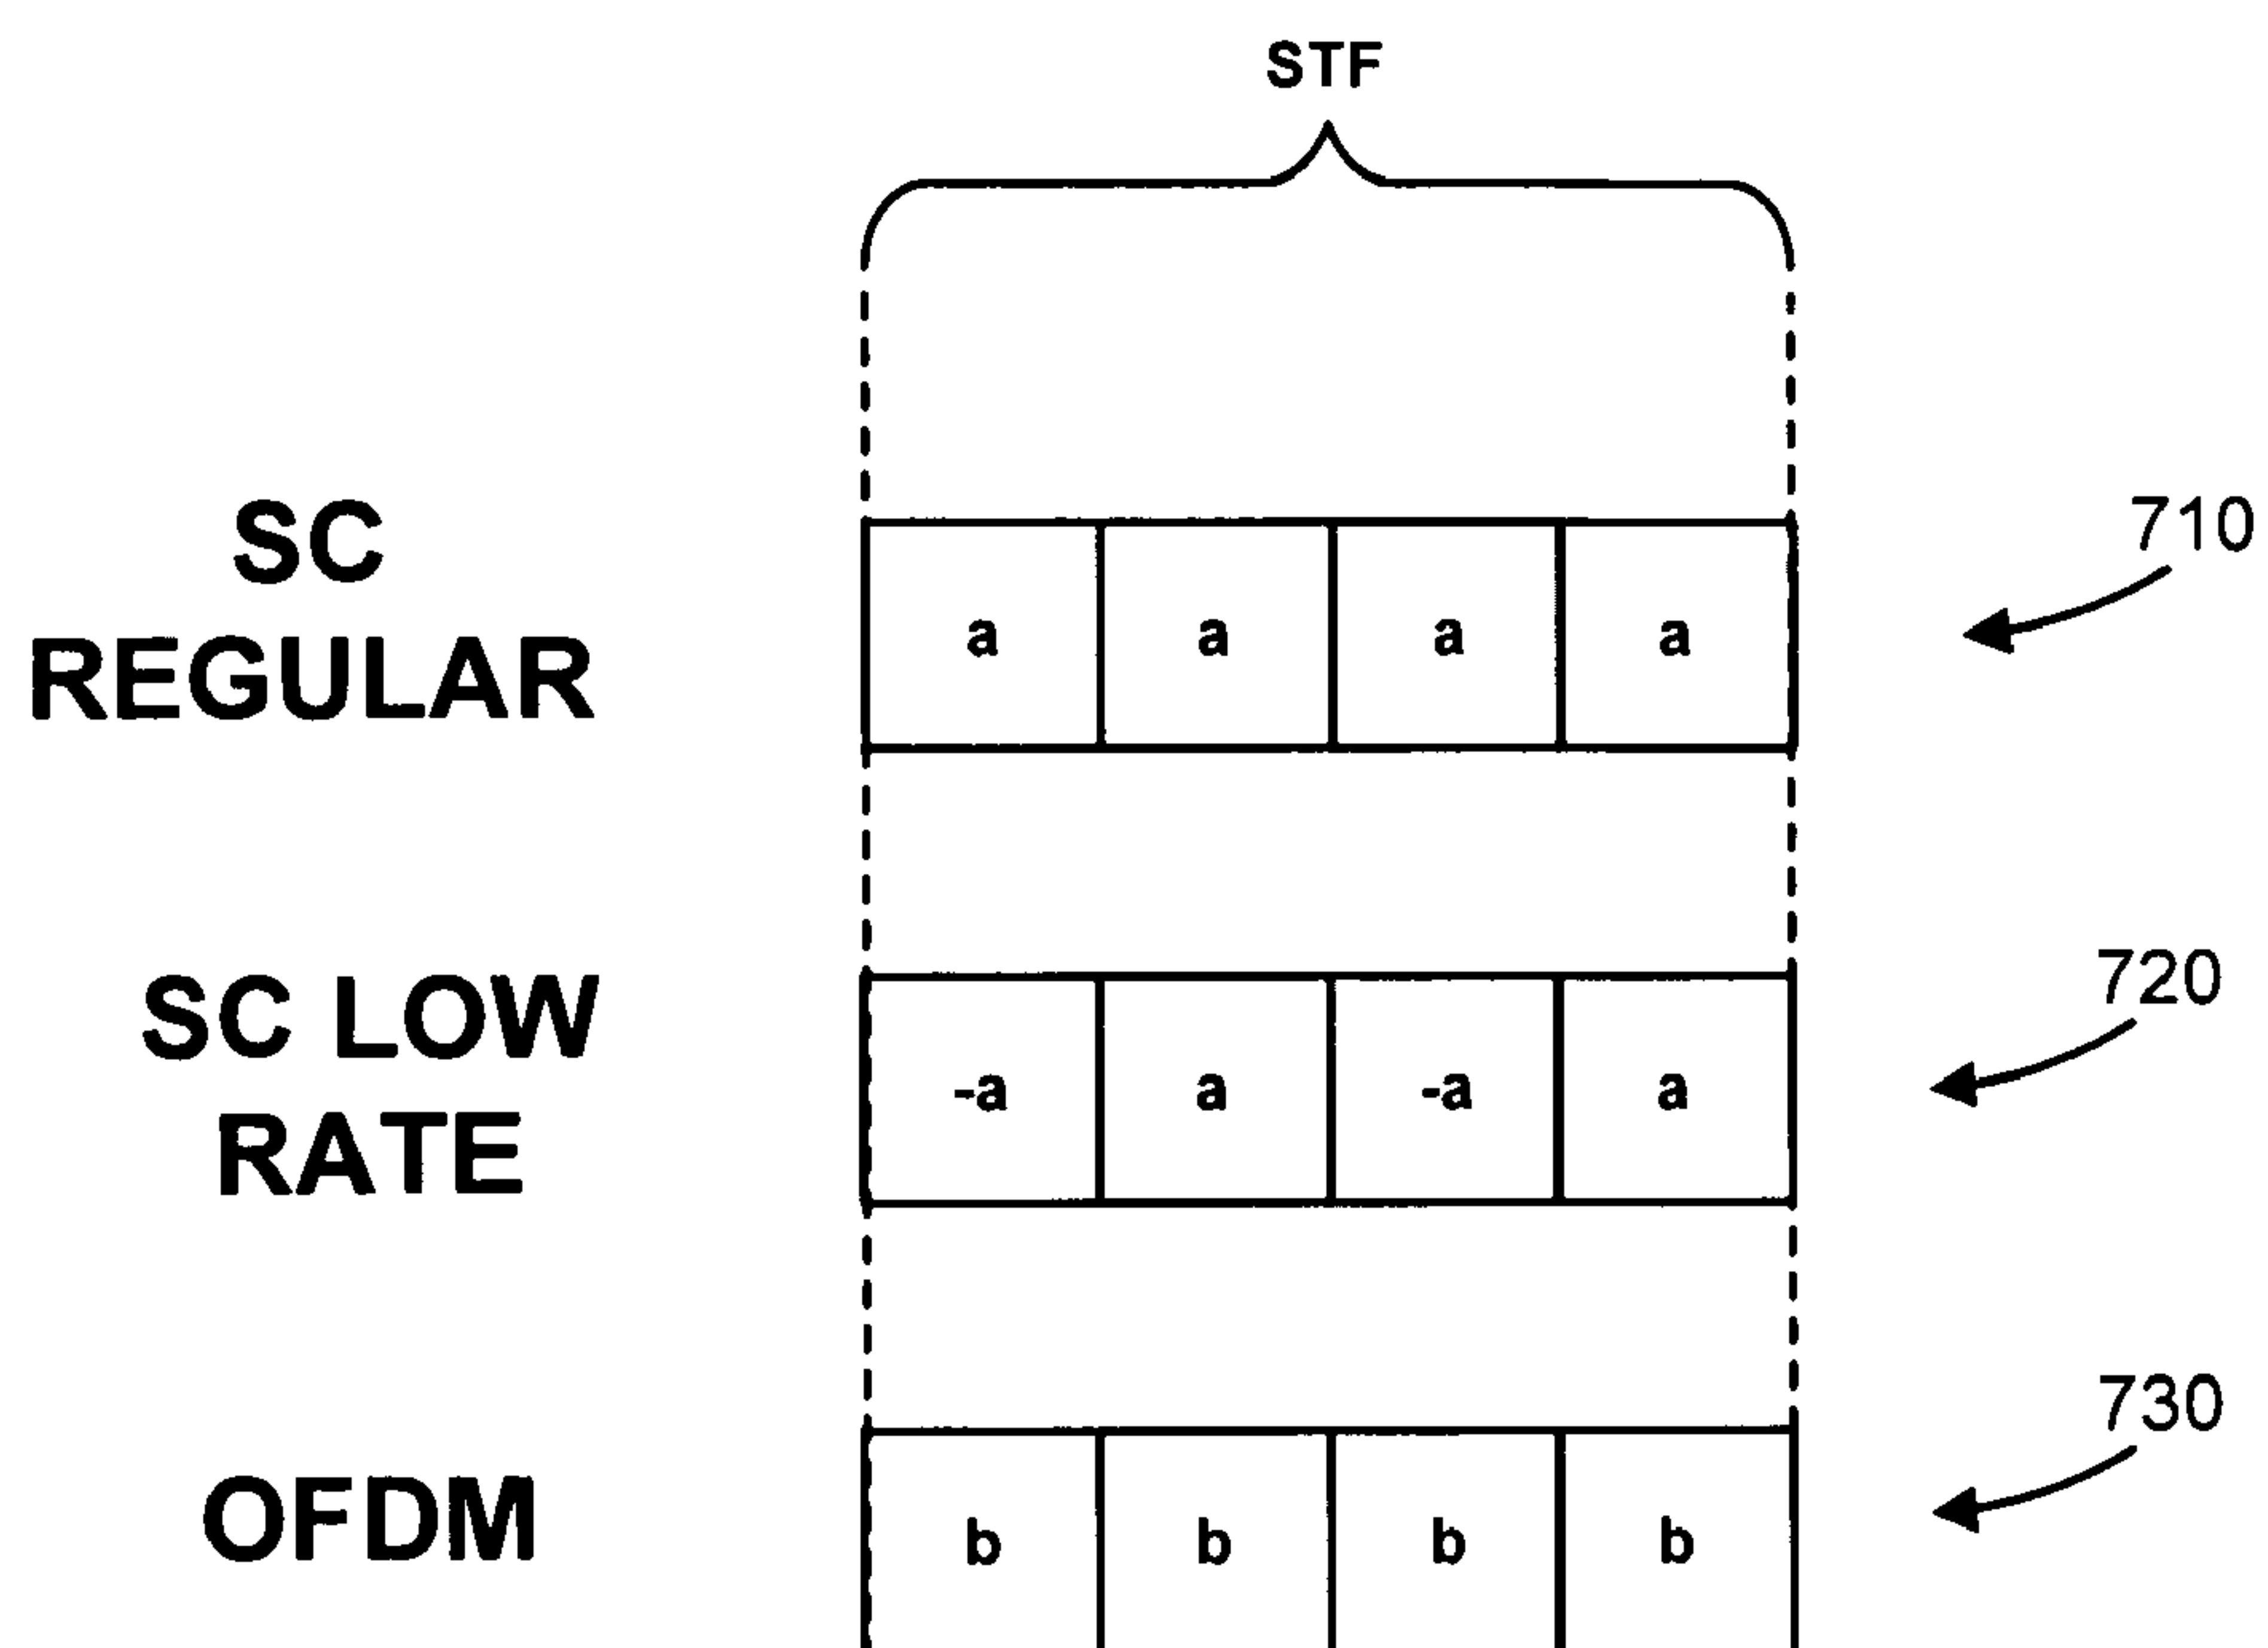 STF
SC
REGULAR
a a a a
710
SC LOW
RATE
-a a -a a
720
OFDM
b b b b
730